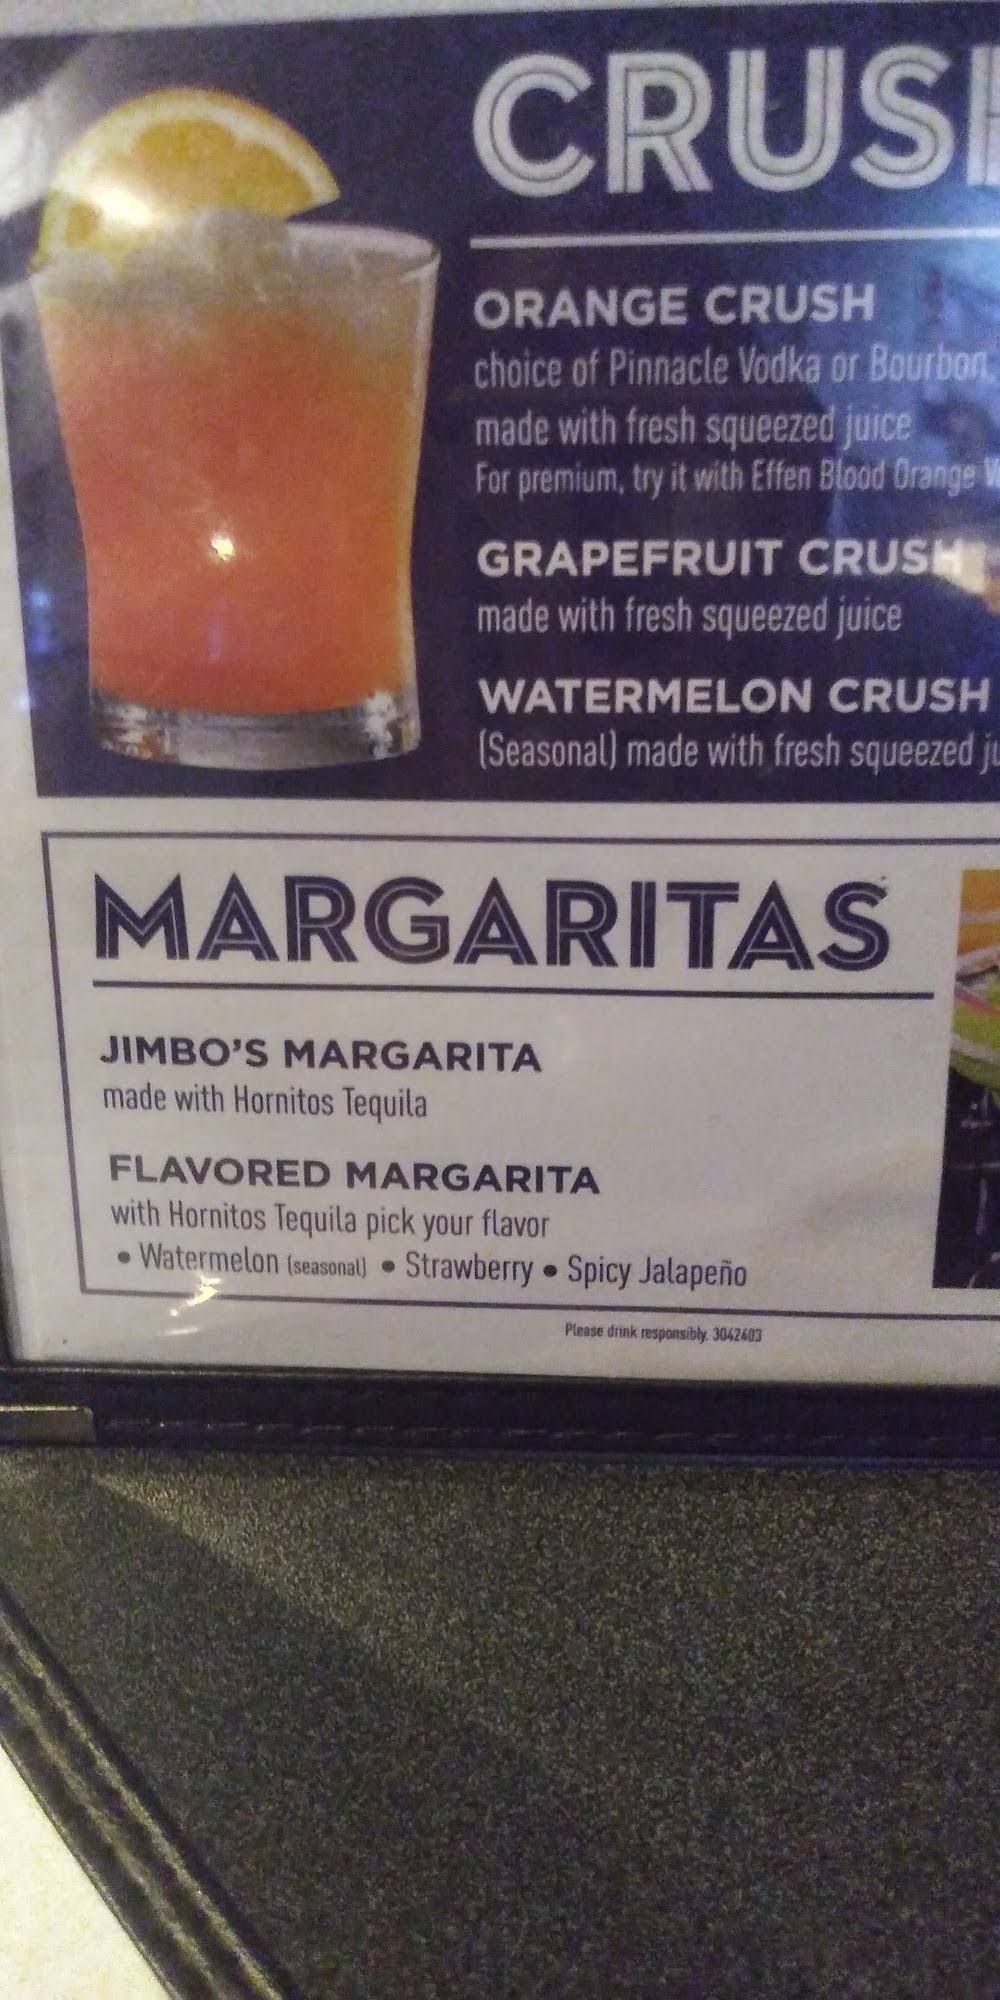 CRUSH
ORANGE CRUSH
choice of Pinnacle Vodka or Bourbon,
made with fresh squeezed juice
For premium, try it with Effen Blood Orange
GRAPEFRUIT CRUSH
made with fresh squeezed juice
WATERMELON CRUSH
(Seasonal) made with fresh squeezed
MARGARITAS
JIMBO'S MARGARITA
made with Hornitos Tequila
FLAVORED MARGARITA
with Hornitos Tequila pick your flavor
• Watermelon (seasonal) • Strawberry • Spicy Jalapeño
Please drink responsibly. 3042603